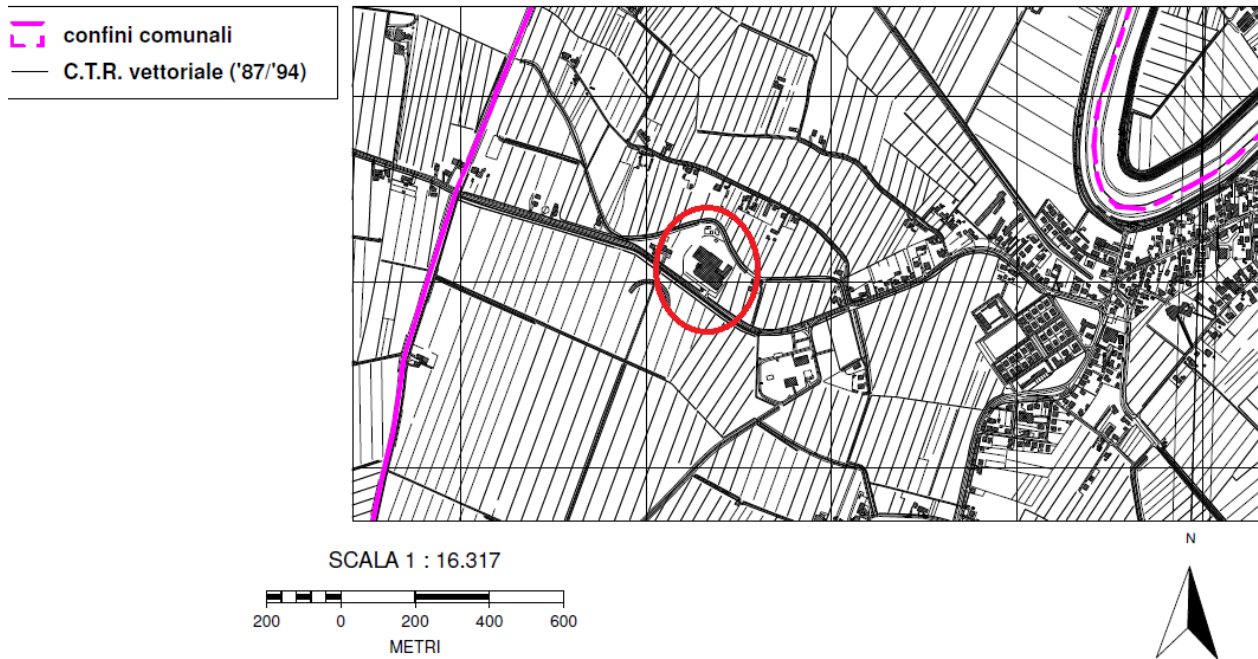 confini comunali
C.T.R. vettoriale ('87/'94)
SCALA 1 : 16.317
200 0 200 400 600
METRI
N